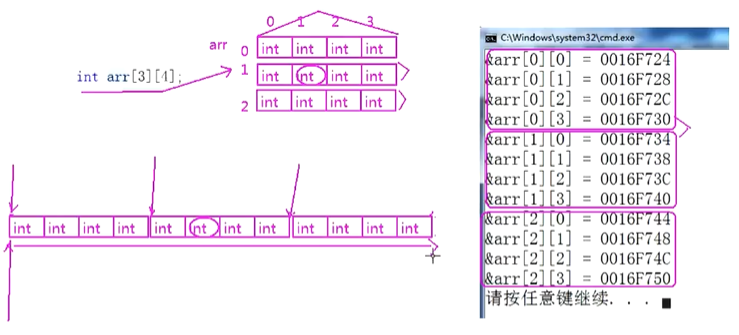 0 1 2 3
arr 0 int int int int
int arr[3][4];
1 int int int int
2 int int int int
int int int int int int int int int int int int
C:\Windows\system32\cmd.exe
&arr[0][0] = 0016F724
&arr[0][1] = 0016F728
&arr[0][2] = 0016F72C
&arr[0][3] = 0016F730
&arr[1][0] = 0016F734
&arr[1][1] = 0016F738
&arr[1][2] = 0016F73C
&arr[1][3] = 0016F740
&arr[2][0] = 0016F744
&arr[2][1] = 0016F748
&arr[2][2] = 0016F74C
&arr[2][3] = 0016F750
请按任意键继续. . .